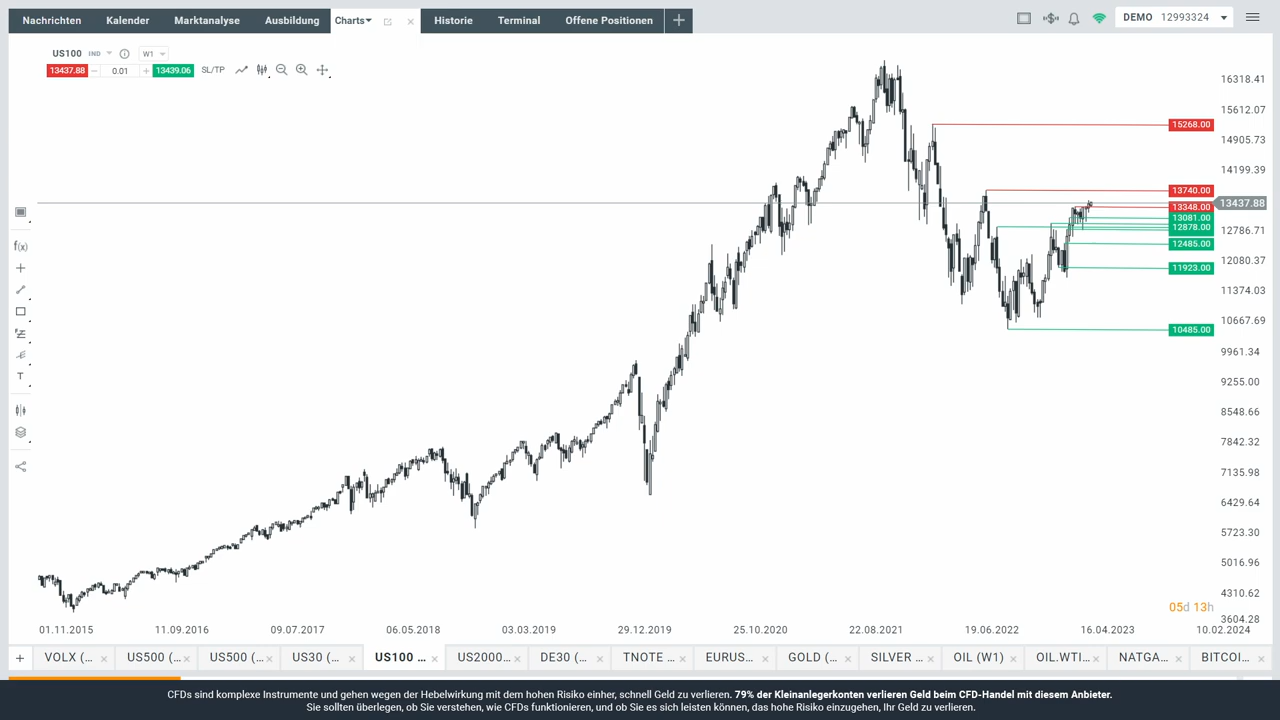 Nachrichten Kalender Marktanalyse Ausbildung Charts Historie Terminal Offene Positionen DEMO 12993324
US100 IND W1
13437.88 0.01 13439.06 SL/TP
16318.41
15612.07
15268.00
14905.73
14199.39
13740.00
13437.88
13348.00
13081.00
12878.00
12786.71
12485.00
12080.37
11923.00
11374.03
10667.69
10485.00
9961.34
9255.00
8548.66
7842.32
7135.98
6429.64
5723.30
5016.96
4310.62
3604.28
f(x)
T
05d 13h
01.11.2015 11.09.2016 09.07.2017 06.05.2018 03.03.2019 29.12.2019 25.10.2020 22.08.2021 19.06.2022 16.04.2023 10.02.2024
VOLX (... US500 (... US500 (... US30 (... US100 ... US2000... DE30 (... TNOTE ... EURUS... GOLD (... SILVER ... OIL (W1) OIL.WTI... NATGA... BITCOI...
CFDs sind komplexe Instrumente und gehen wegen der Hebelwirkung mit dem hohen Risiko einher, schnell Geld zu verlieren. 79% der Kleinanlegerkonten verlieren Geld beim CFD-Handel mit diesem Anbieter.
Sie sollten überlegen, ob Sie verstehen, wie CFDs funktionieren, und ob Sie es sich leisten können, das hohe Risiko einzugehen, Ihr Geld zu verlieren.